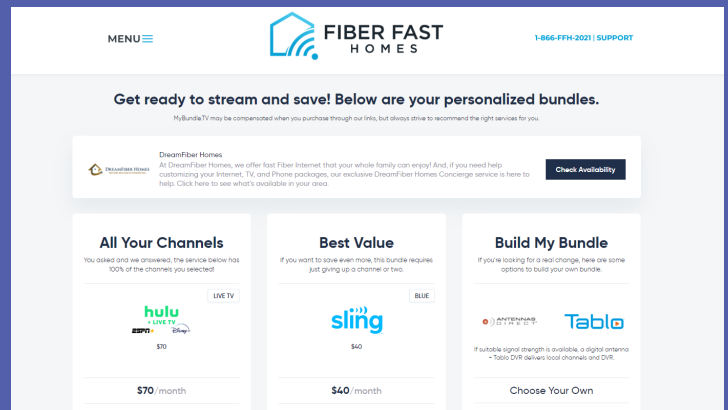 MENU
FIBER FAST
HOMES
1-866-FFH-2021 | SUPPORT
Get ready to stream and save! Below are your personalized bundles.
MyBundle.TV may be compensated when you purchase through our links, but always strive to recommend the right services for you.
DREAMFIBER HOMES
DreamFiber Homes
At DreamFiber Homes, we offer fast Fiber Internet that your whole family can enjoy! And, if you need help
customizing your Internet, TV, and Phone packages, our exclusive DreamFiber Homes Concierge service is here to
help. Click here to see what's available in your area.
Check Availability
All Your Channels
You asked and we answered, the service below has
100% of the channels you selected!
LIVE TV
hulu
+ LIVE TV
ESPN+
Disney+
$70
$70/month
Best Value
If you want to save even more, this bundle requires
just giving up a channel or two.
BLUE
sling
$40
$40/month
Build My Bundle
If you're looking for a real change, here are some
options to build your own bundle.
ANTENNAS
DIRECT
Tablo
If suitable signal strength is available, a digital antenna
- Tablo DVR delivers local channels and DVR.
Choose Your Own